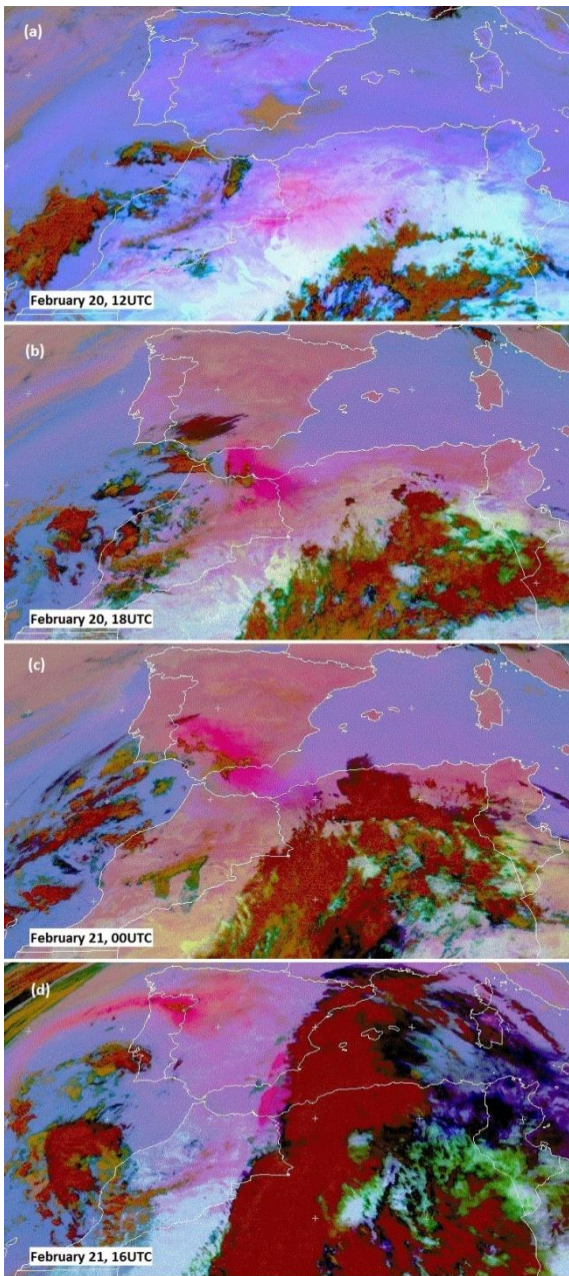 (a)
February 20, 12UTC
(b)
February 20, 18UTC
(c)
February 21, 00UTC
(d)
February 21, 16UTC